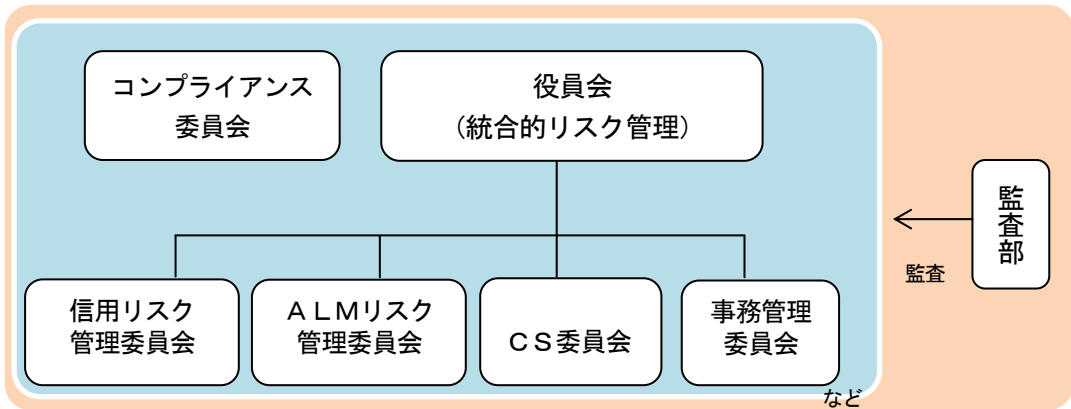 コンプライアンス
委員会
役員会
（統合的リスク管理）
監査部
監査
信用リスク
管理委員会
ＡＬＭリスク
管理委員会
ＣＳ委員会
事務管理
委員会
など